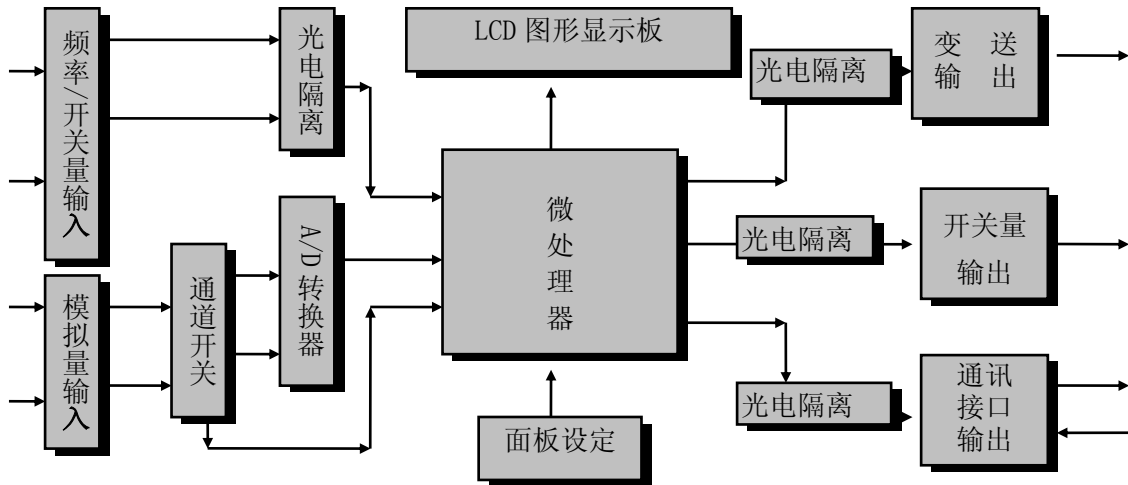 频率/开关量输入
光电隔离
LCD 图形显示板
光电隔离
变 送
输 出
微处理器
光电隔离
开关量
输出
模拟量输入
通道开关
A/D 转换器
面板设定
光电隔离
通讯
接口
输出